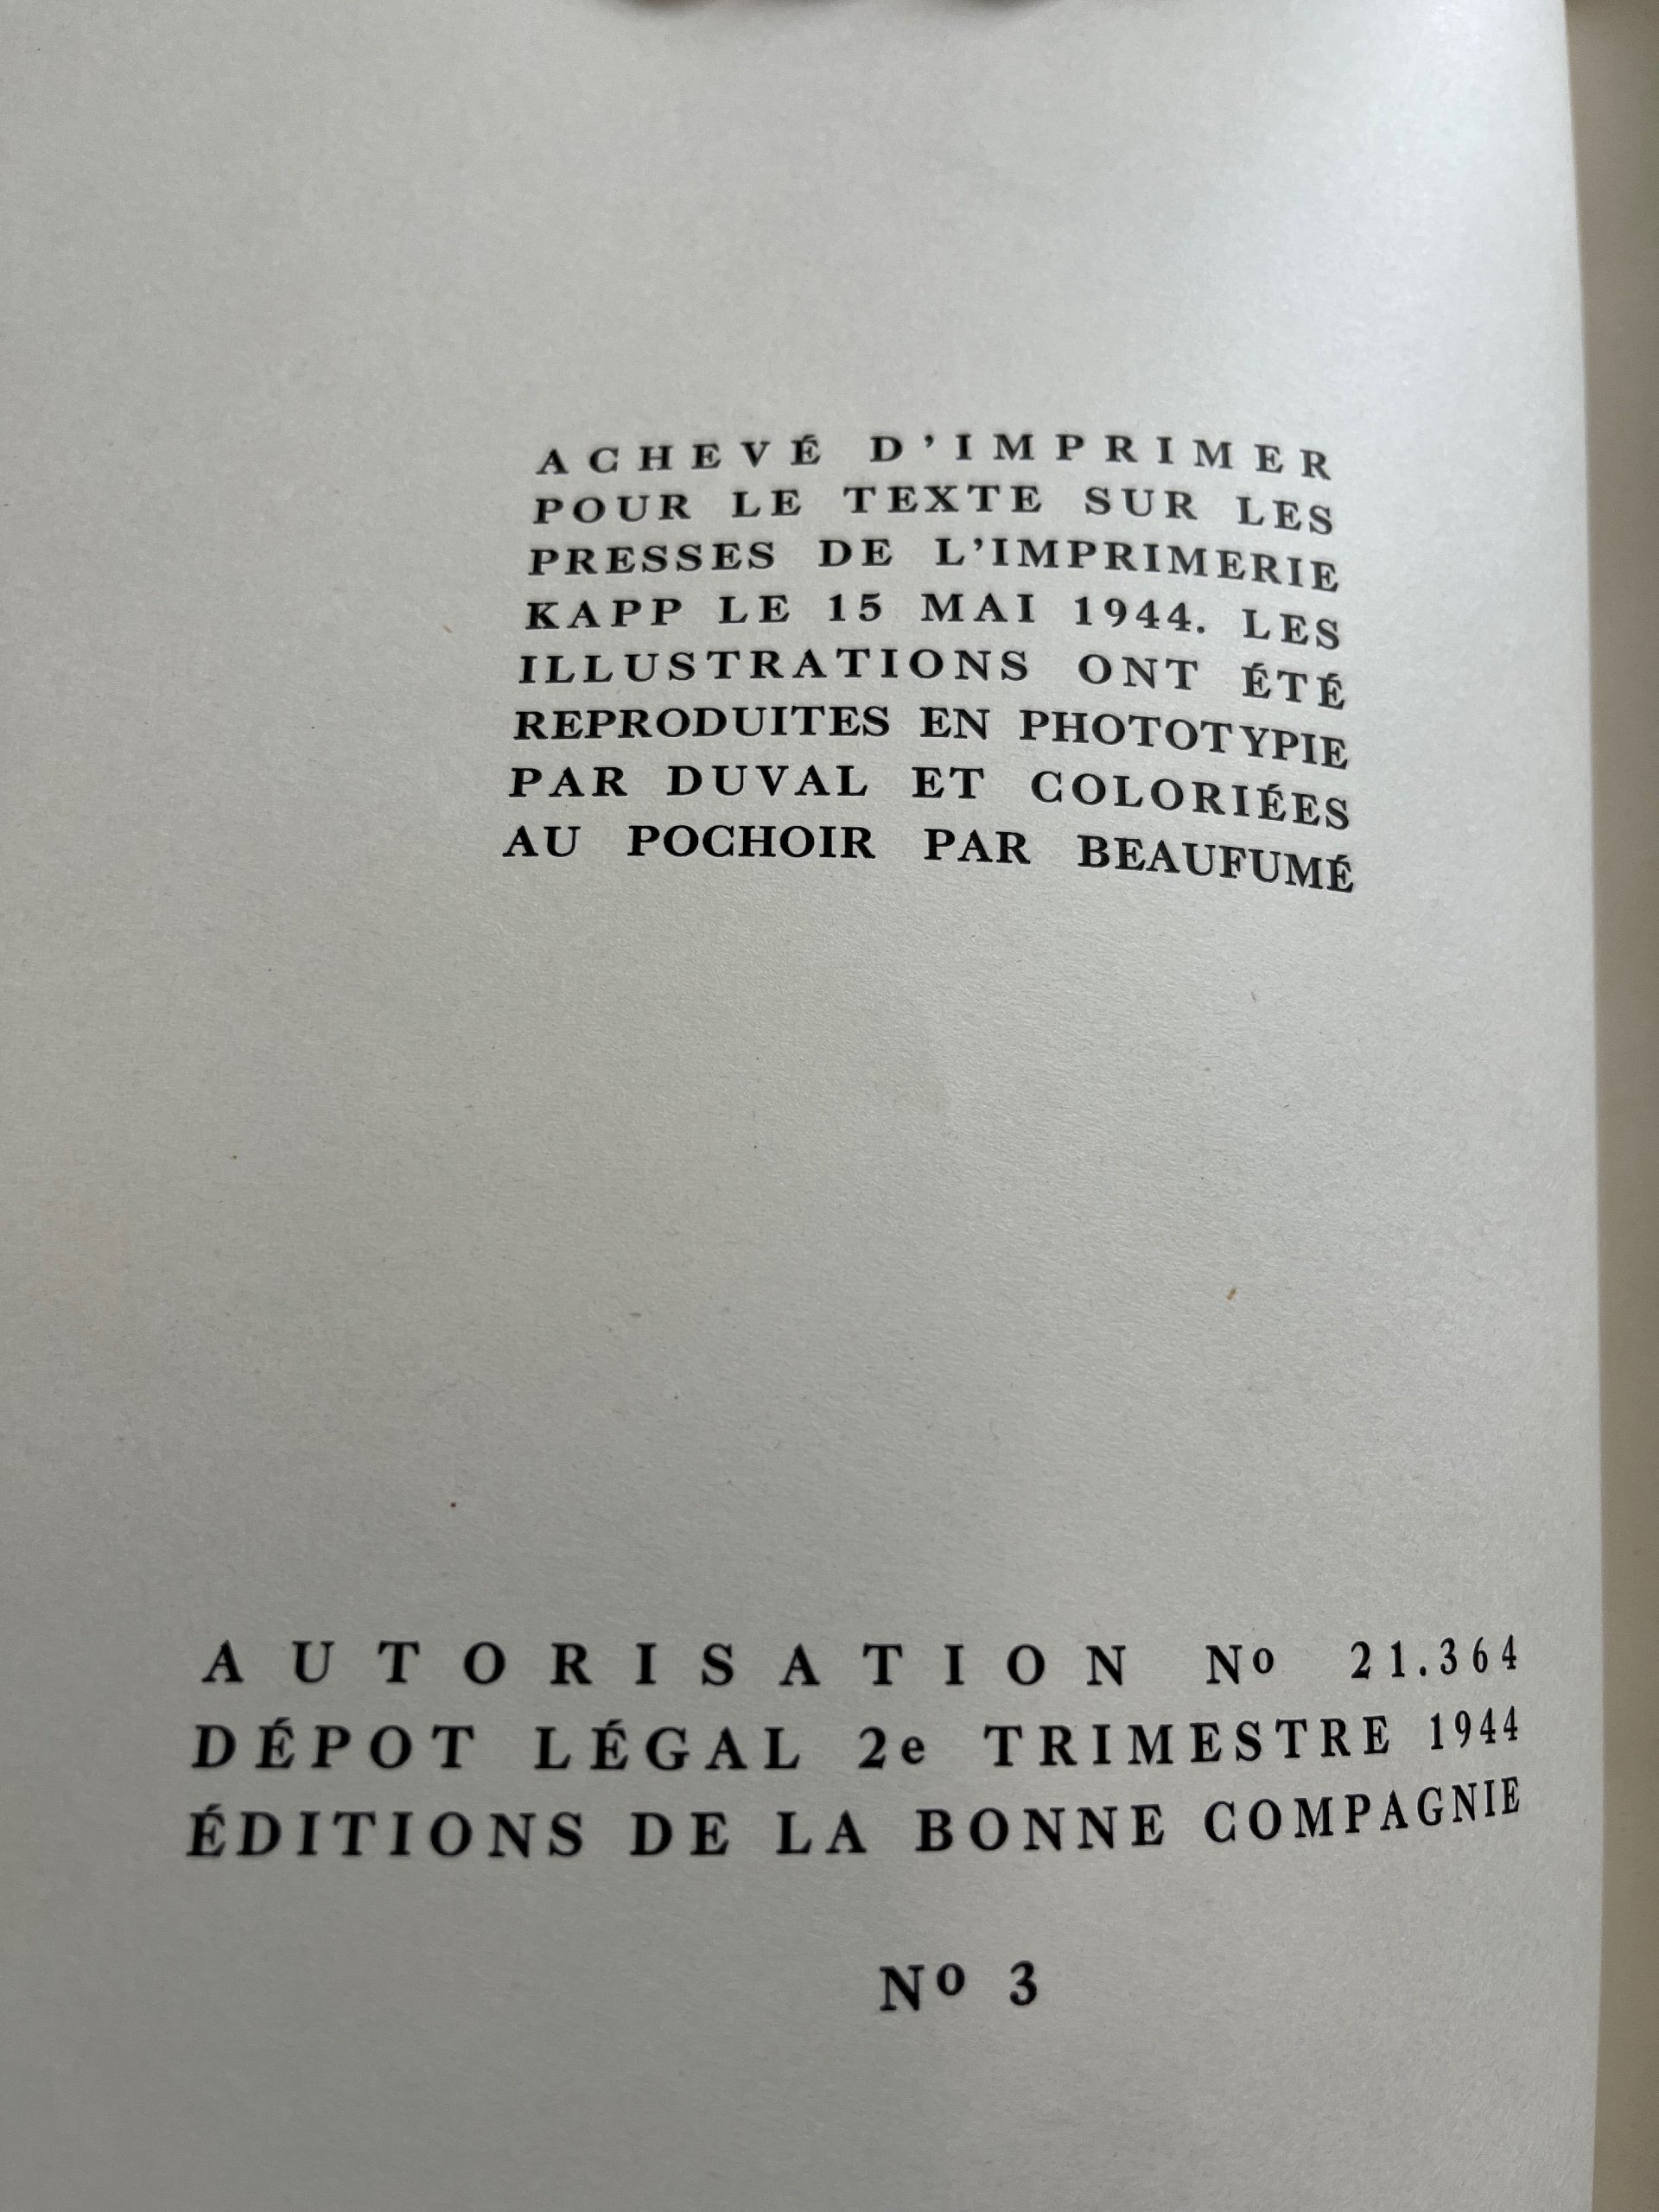 ACHEVÉ D'IMPRIMER
POUR LE TEXTE SUR LES
PRESSES DE L'IMPRIMERIE
KAPP LE 15 MAI 1944. LES
ILLUSTRATIONS ONT ÉTÉ
REPRODUITES EN PHOTOTYPIE
PAR DUVAL ET COLORIÉES
AU POCHOIR PAR BEAUFUMÉ
AUTORISATION Nº 21.364
DÉPOT LÉGAL 2e TRIMESTRE 1944
ÉDITIONS DE LA BONNE COMPAGNIE
Nº 3